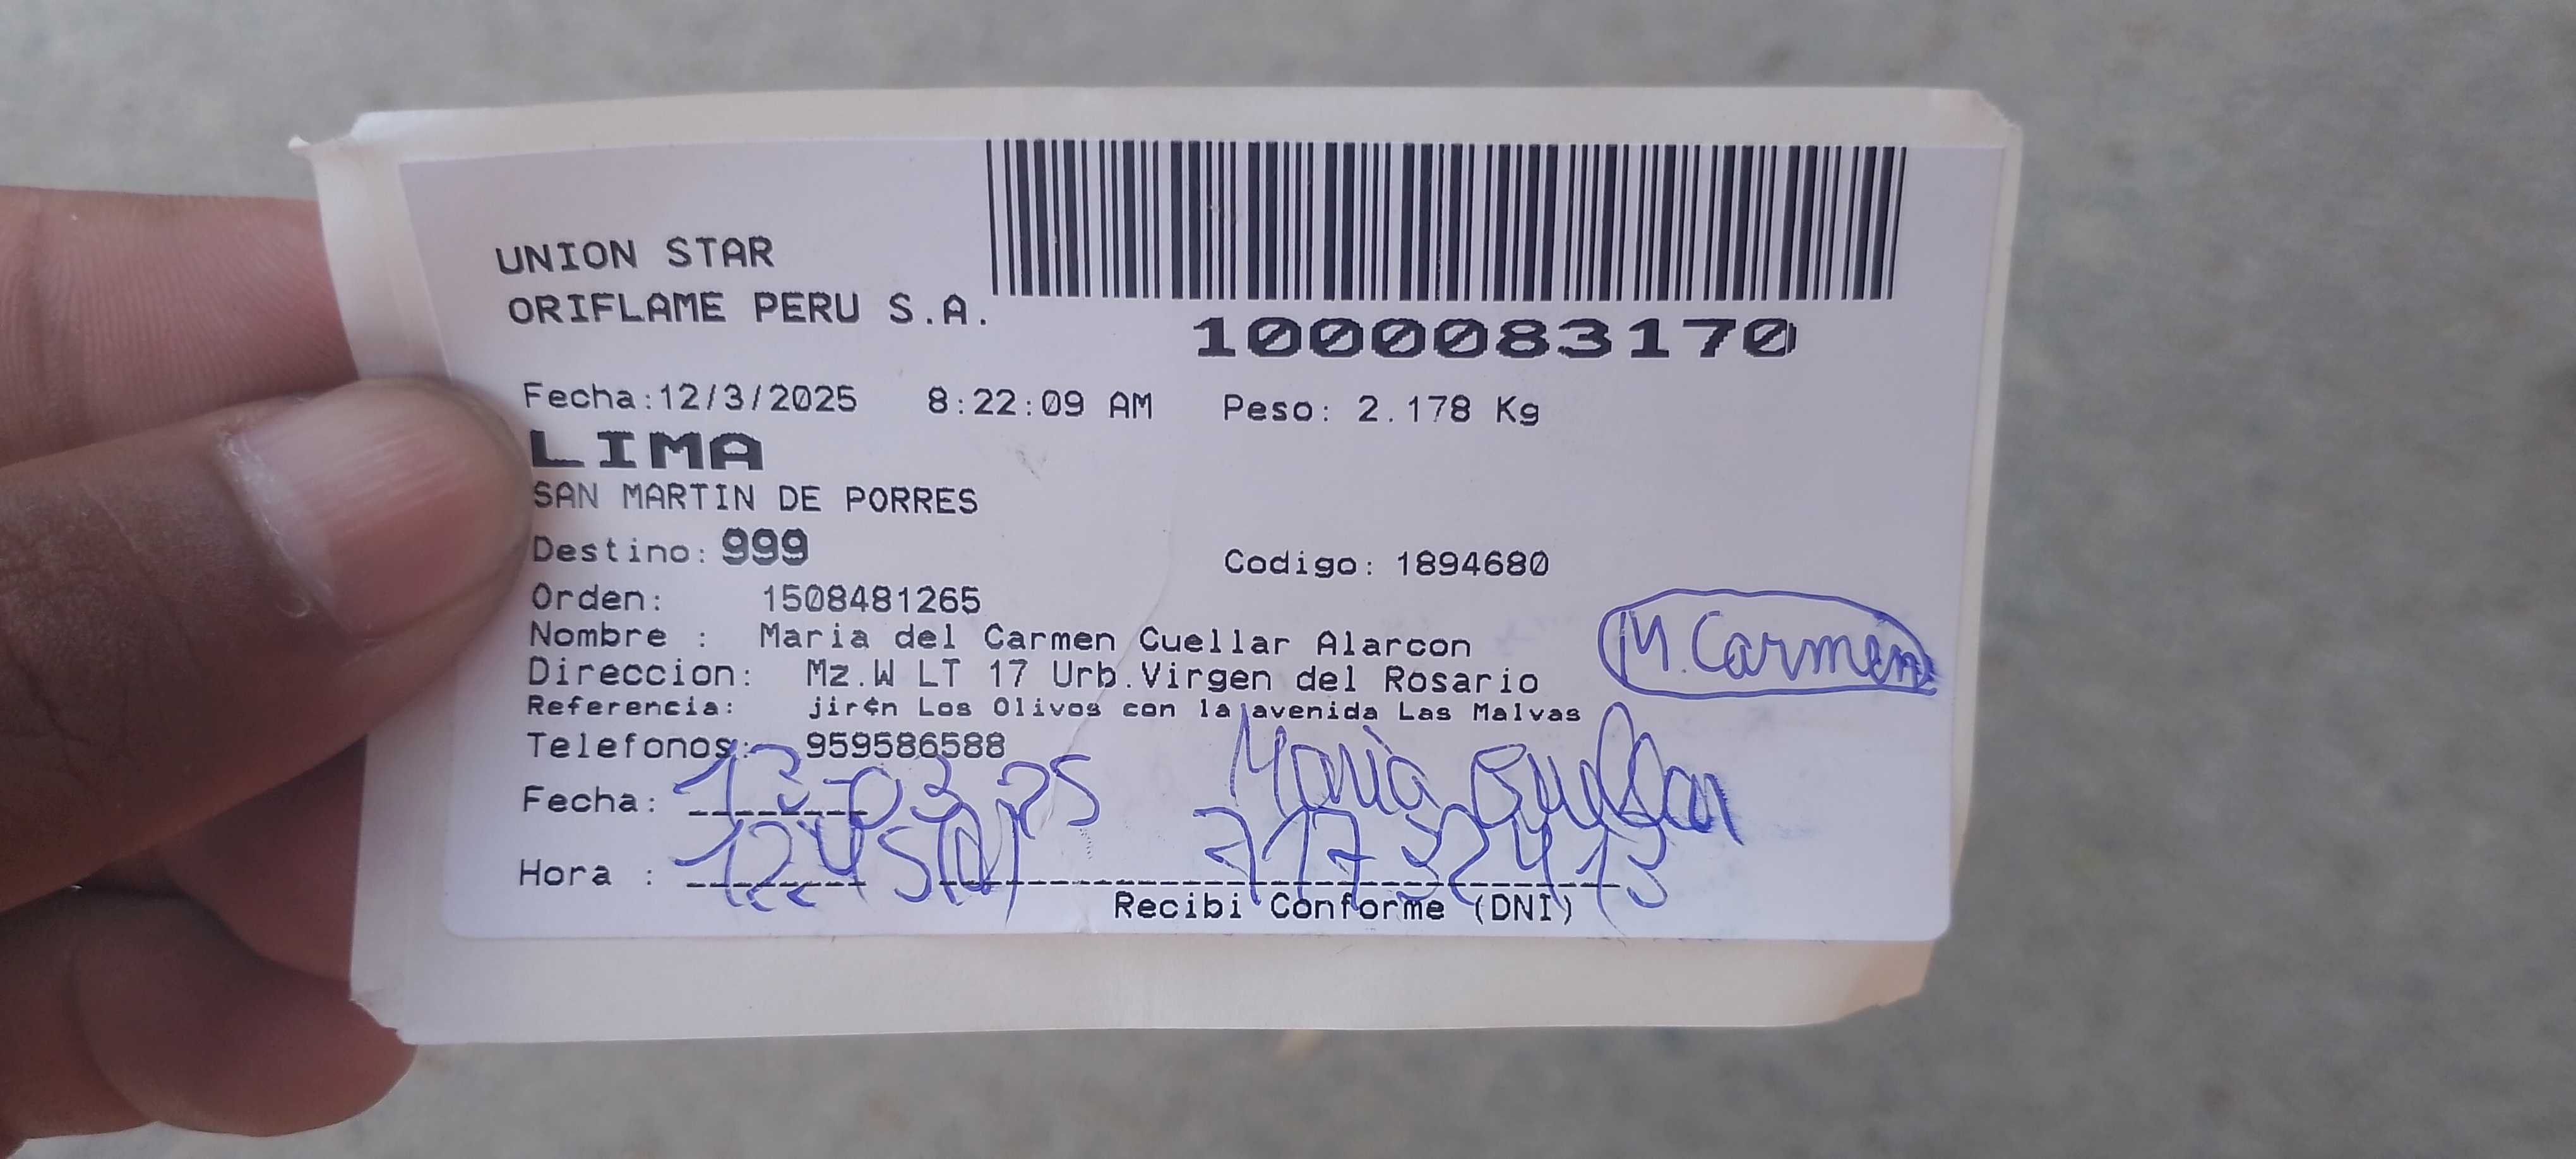 UNION STAR
ORIFLAME PERU S.A.
1000083170
Fecha:12/3/2025 8:22:09 AM Peso: 2.178 Kg
LIMA
SAN MARTIN DE PORRES
Destino: 999 Codigo: 1894680
Orden: 1508481265
Nombre : Maria del Carmen Cuellar Alarcon
M. Carmen
Direccion: Mz.W LT 17 Urb.Virgen del Rosario
Referencia: jir¢n Los Olivos con la avenida Las Malvas
Telefonos: 959586588
Maria Cuellar
Fecha:
Hora :
Recibi Conforme (DNI)